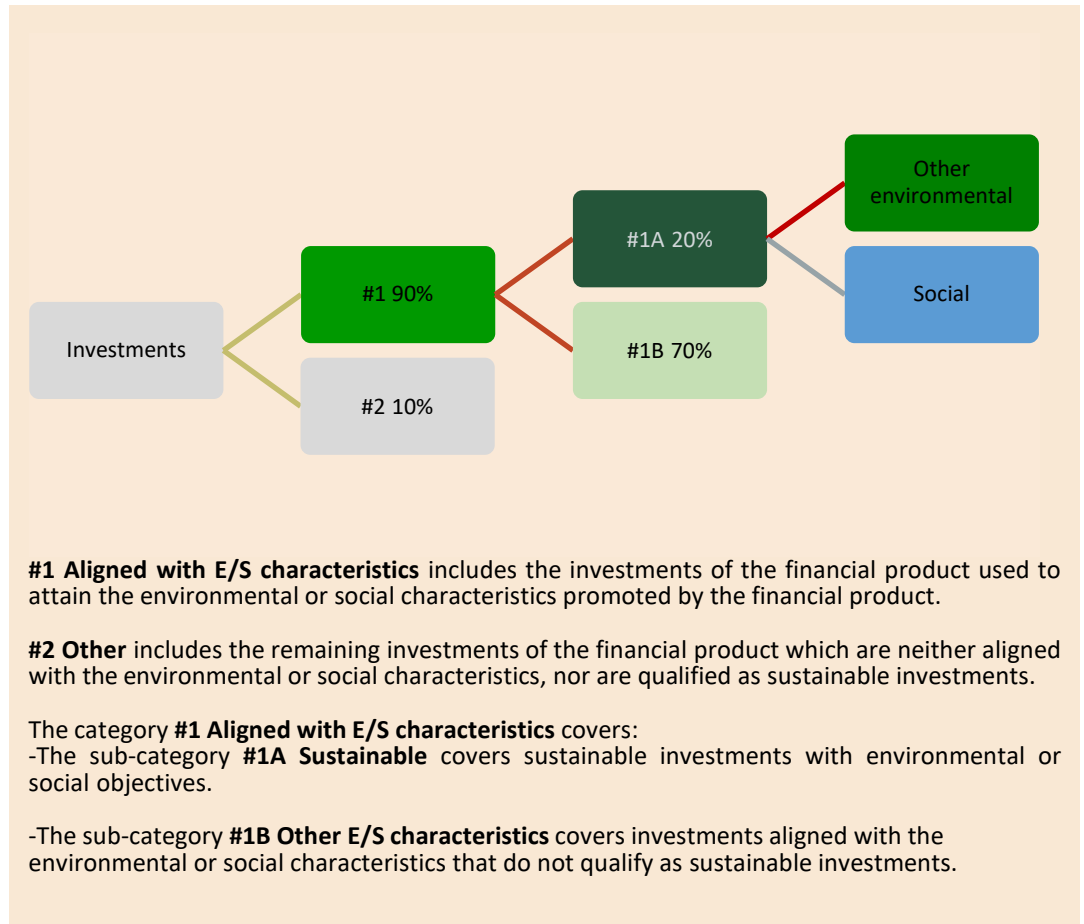 Other
environmental
#1A 20%
#1 90%
Social
Investments
#1B 70%
#2 10%
#1 Aligned with E/S characteristics includes the investments of the financial product used to
attain the environmental or social characteristics promoted by the financial product.
#2 Other includes the remaining investments of the financial product which are neither aligned
with the environmental or social characteristics, nor are qualified as sustainable investments.
The category #1 Aligned with E/S characteristics covers:
-The sub-category #1A Sustainable covers sustainable investments with environmental or
social objectives.
-The sub-category #1B Other E/S characteristics covers investments aligned with the
environmental or social characteristics that do not qualify as sustainable investments.